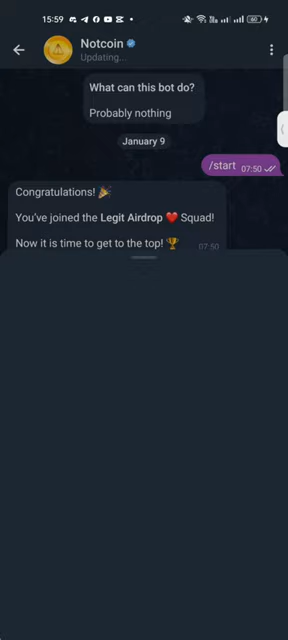 15:59
60
Notcoin
Updating...
What can this bot do?
Probably nothing
January 9
/start 07:50
Congratulations! 🎉
You've joined the Legit Airdrop ❤️ Squad!
Now it is time to get to the top! 🏆 07:50